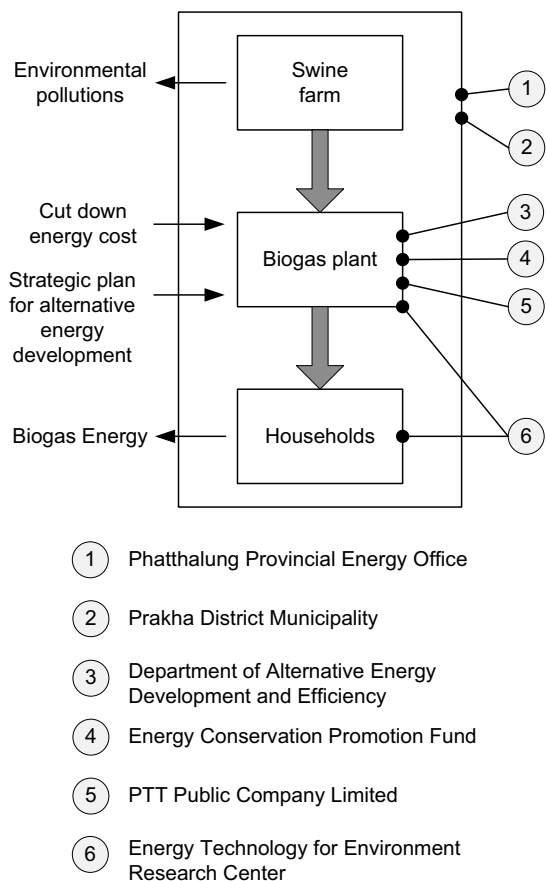 Environmental
pollutions
Swine
farm
1
2
Cut down
energy cost
Strategic plan
for alternative
energy
development
Biogas plant
3
4
5
Biogas Energy
Households
6
1 Phatthalung Provincial Energy Office
2 Prakha District Municipality
3 Department of Alternative Energy
Development and Efficiency
4 Energy Conservation Promotion Fund
5 PTT Public Company Limited
6 Energy Technology for Environment
Research Center